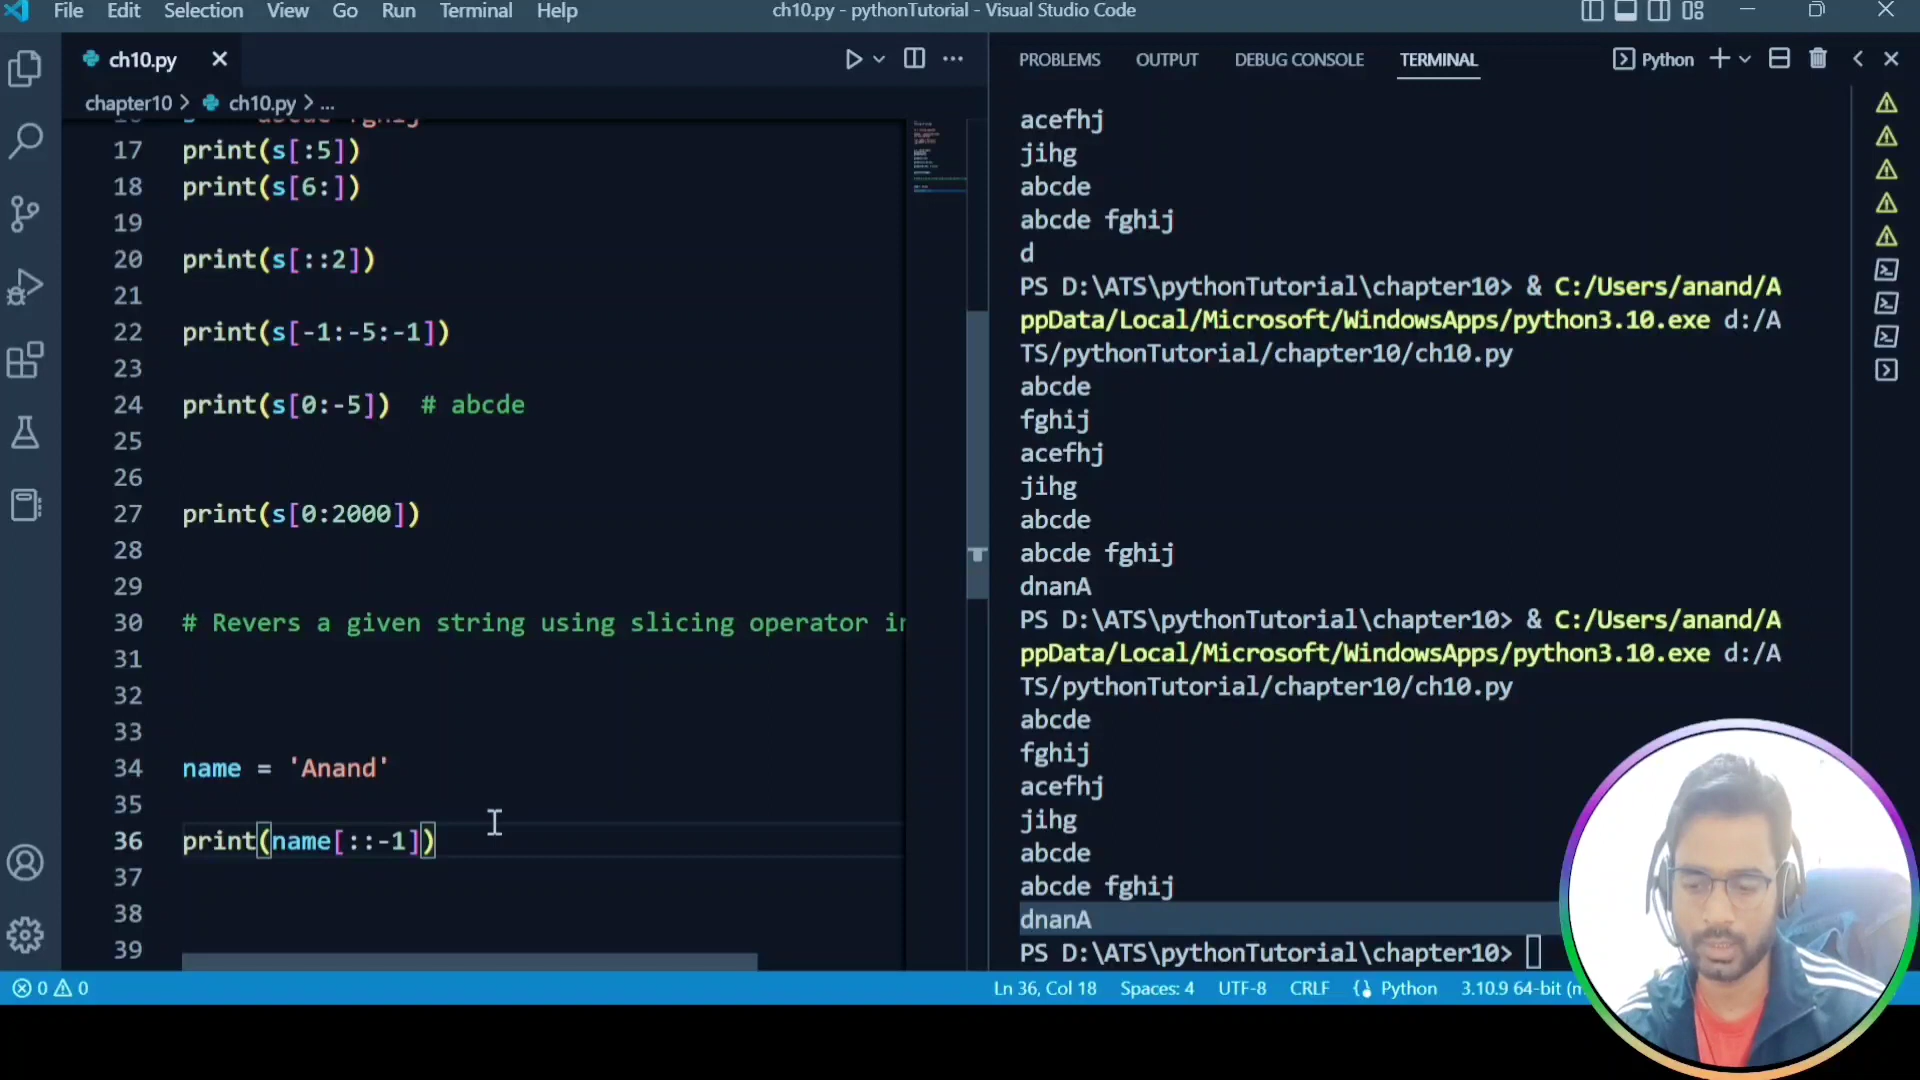 File Edit Selection View Go Run Terminal Help
ch10.py - pythonTutorial - Visual Studio Code
ch10.py
chapter10 > ch10.py > ...
17 print(s[:5])
18 print(s[6:])
19
20 print(s[::2])
21
22 print(s[-1:-5:-1])
23
24 print(s[0:-5])  # abcde
25
26
27 print(s[0:2000])
28
29
30 # Revers a given string using slicing operator in
31
32
33
34 name = 'Anand'
35
36 print(name[::-1])
37
38
39
PROBLEMS OUTPUT DEBUG CONSOLE TERMINAL
Python
acefhj
jihg
abcde
abcde fghij
d
PS D:\ATS\pythonTutorial\chapter10> & C:/Users/anand/A
ppData/Local/Microsoft/WindowsApps/python3.10.exe d:/A
TS/pythonTutorial/chapter10/ch10.py
abcde
fghij
acefhj
jihg
abcde
abcde fghij
dnanA
PS D:\ATS\pythonTutorial\chapter10> & C:/Users/anand/A
ppData/Local/Microsoft/WindowsApps/python3.10.exe d:/A
TS/pythonTutorial/chapter10/ch10.py
abcde
fghij
acefhj
jihg
abcde
abcde fghij
dnanA
PS D:\ATS\pythonTutorial\chapter10>
0 0
Ln 36, Col 18 Spaces: 4 UTF-8 CRLF Python 3.10.9 64-bit